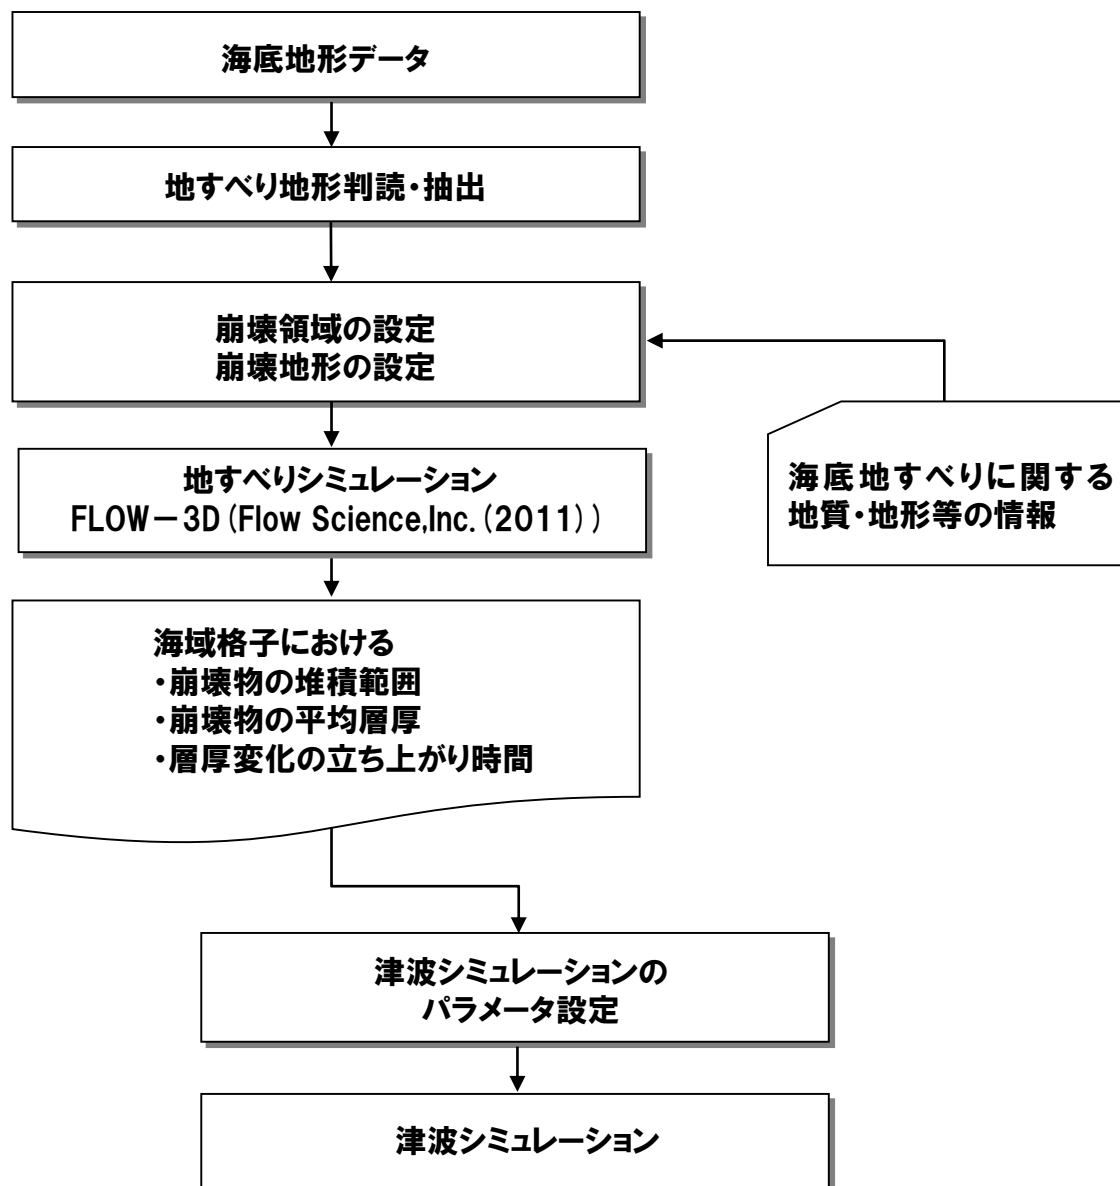 海底地形データ
地すべり地形判読・抽出
崩壊領域の設定
崩壊地形の設定
地すべりシミュレーション
FLOW－3D(Flow Science,Inc.(2011))
海底地すべりに関する
地質・地形等の情報
海域格子における
・崩壊物の堆積範囲
・崩壊物の平均層厚
・層厚変化の立ち上がり時間
津波シミュレーションの
パラメータ設定
津波シミュレーション